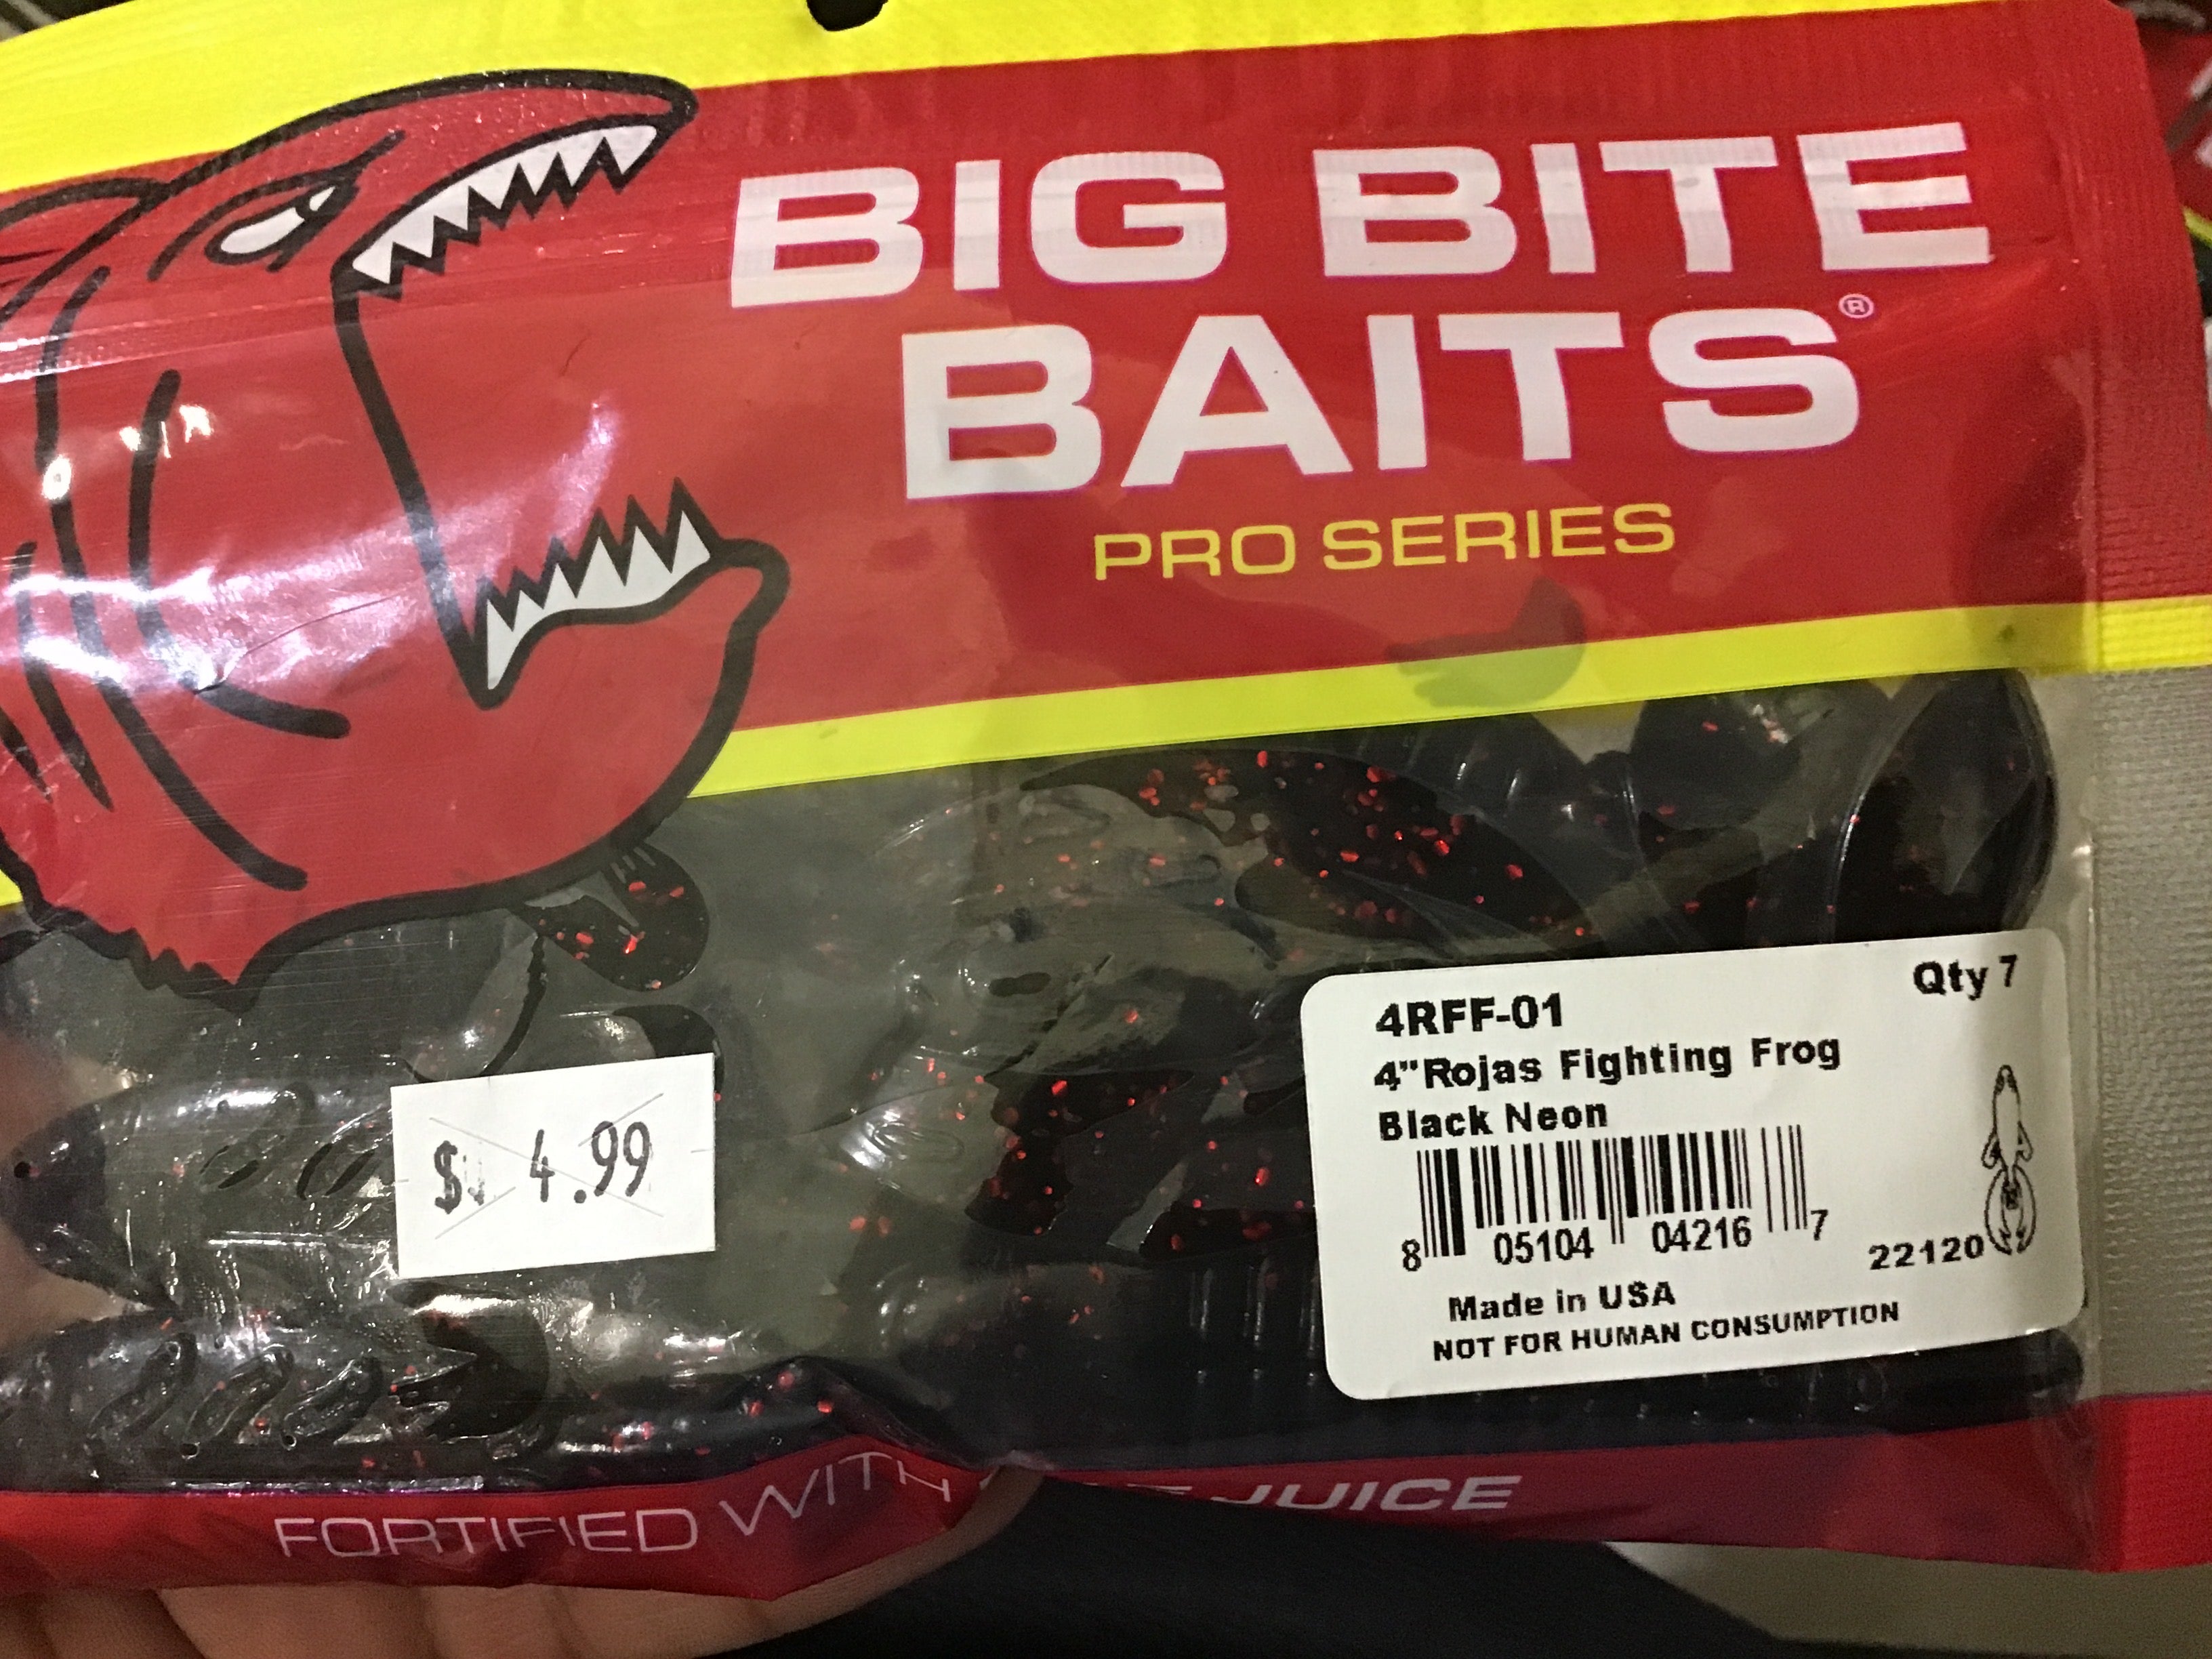 BIG BITE
BAITS®
PRO SERIES
Qty 7
4RFF-01
4"Rojas Fighting Frog
Black Neon
8 05104 04216 7
22120
Made in USA
NOT FOR HUMAN CONSUMPTION
$ 4.99
FORTIFIED WITH JUICE